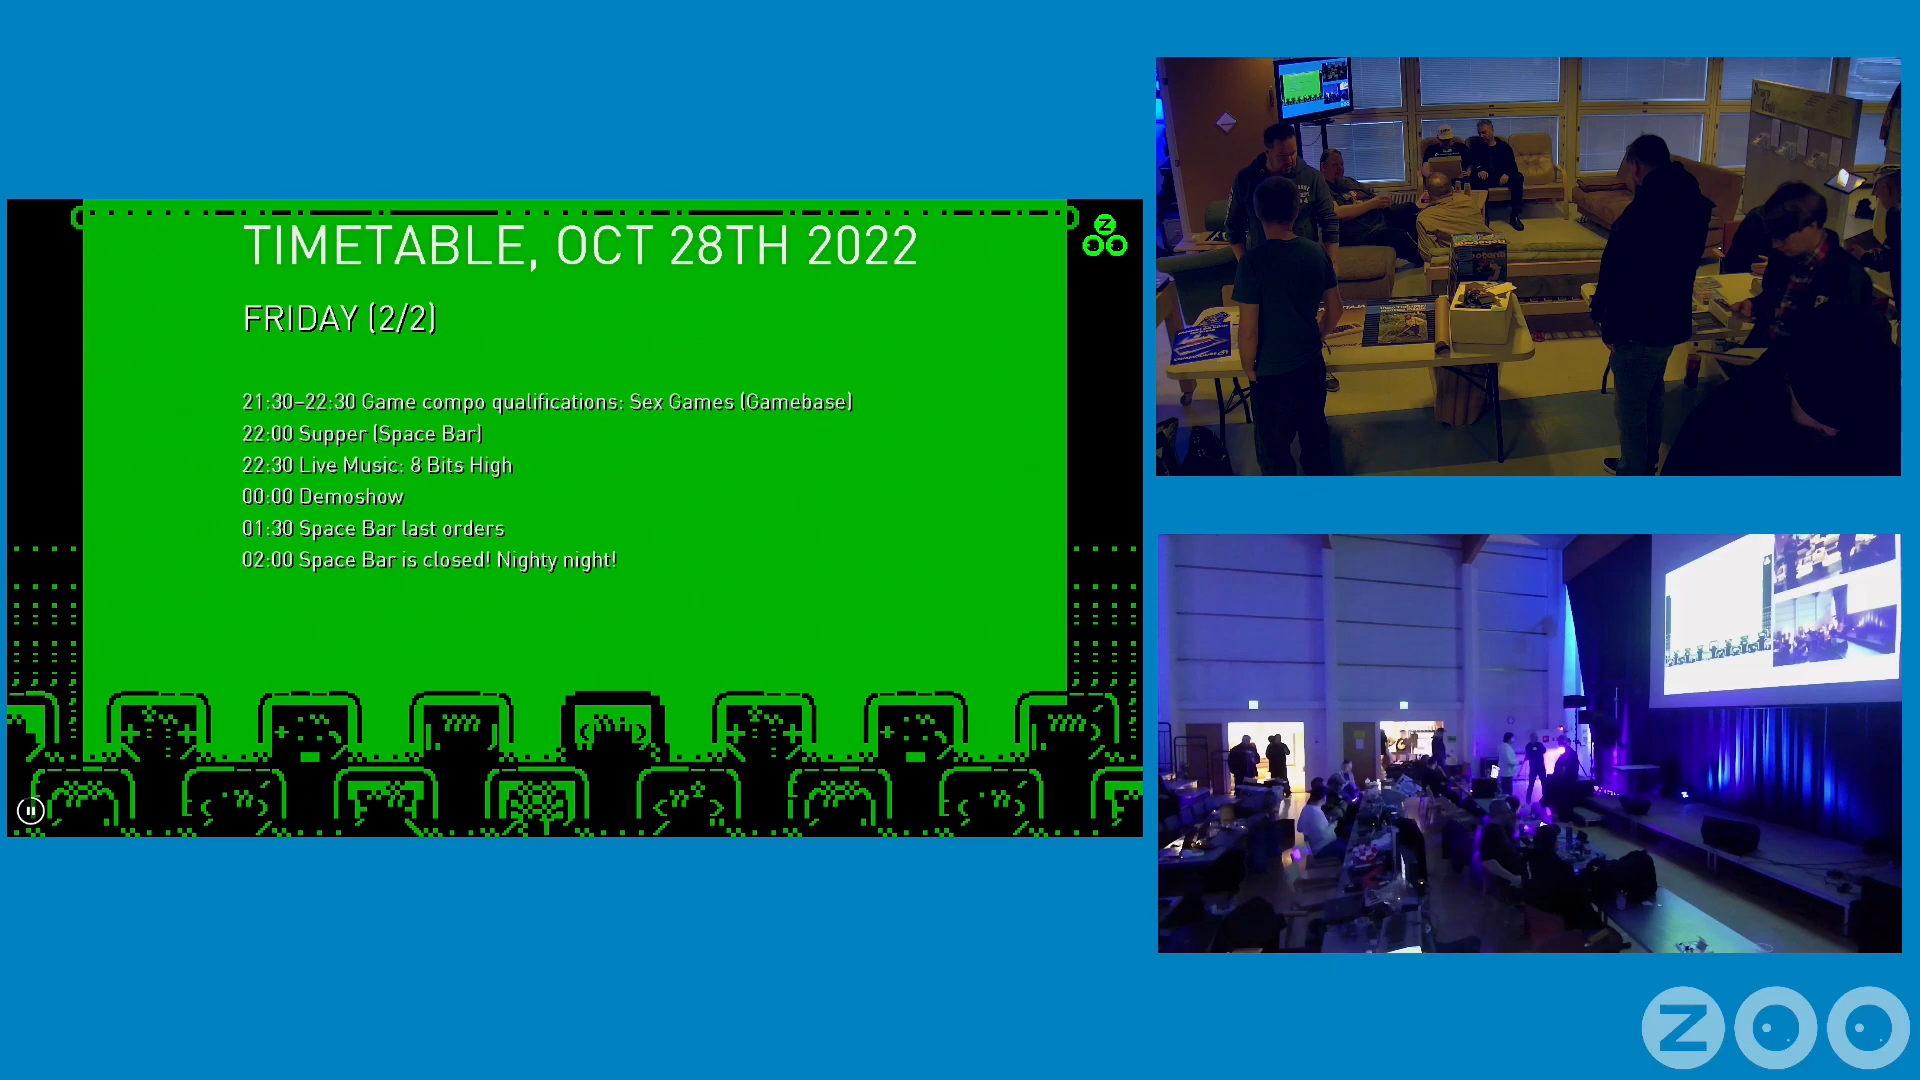 TIMETABLE, OCT 28TH 2022
FRIDAY (2/2)
21:30–22:30 Game compo qualifications: Sex Games (Gamebase)
22:00 Supper (Space Bar)
22:30 Live Music: 8 Bits High
00:00 Demoshow
01:30 Space Bar last orders
02:00 Space Bar is closed! Nighty night!
ZOO
ZOO